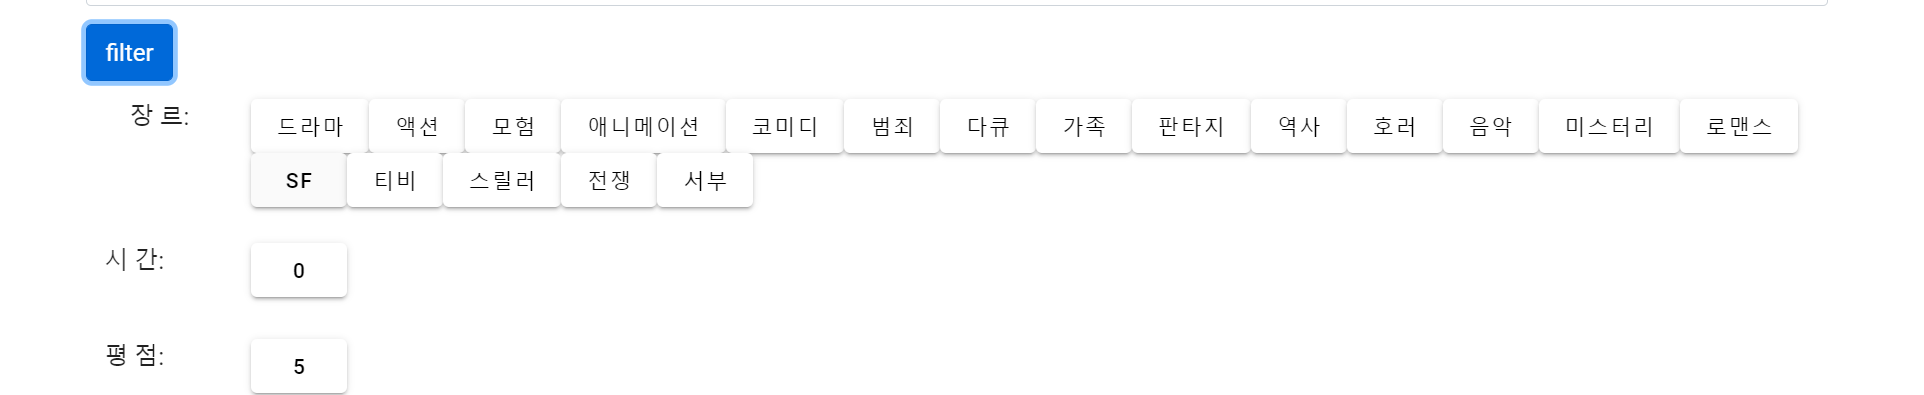 filter
장 르: 드라마 액션 모험 애니메이션 코미디 범죄 다큐 가족 판타지 역사 호러 음악 미스터리 로맨스
SF 티비 스릴러 전쟁 서부
시 간: 0
평 점: 5